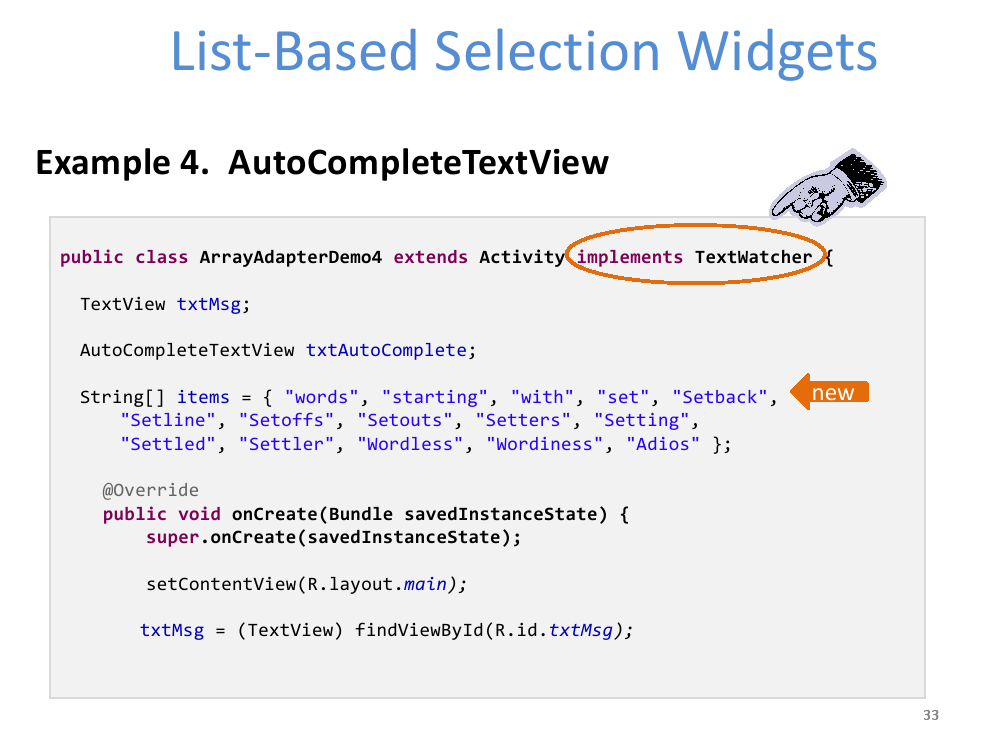 List-Based Selection Widgets
Example 4.  AutoCompleteTextView
public class ArrayAdapterDemo4 extends Activity implements TextWatcher {
TextView txtMsg;
AutoCompleteTextView txtAutoComplete;
String[] items = { "words", "starting", "with", "set", "Setback",
new
"Setline", "Setoffs", "Setouts", "Setters", "Setting",
"Settled", "Settler", "Wordless", "Wordiness", "Adios" };
@Override
public void onCreate(Bundle savedInstanceState) {
super.onCreate(savedInstanceState);
setContentView(R.layout.main);
txtMsg = (TextView) findViewById(R.id.txtMsg);
33